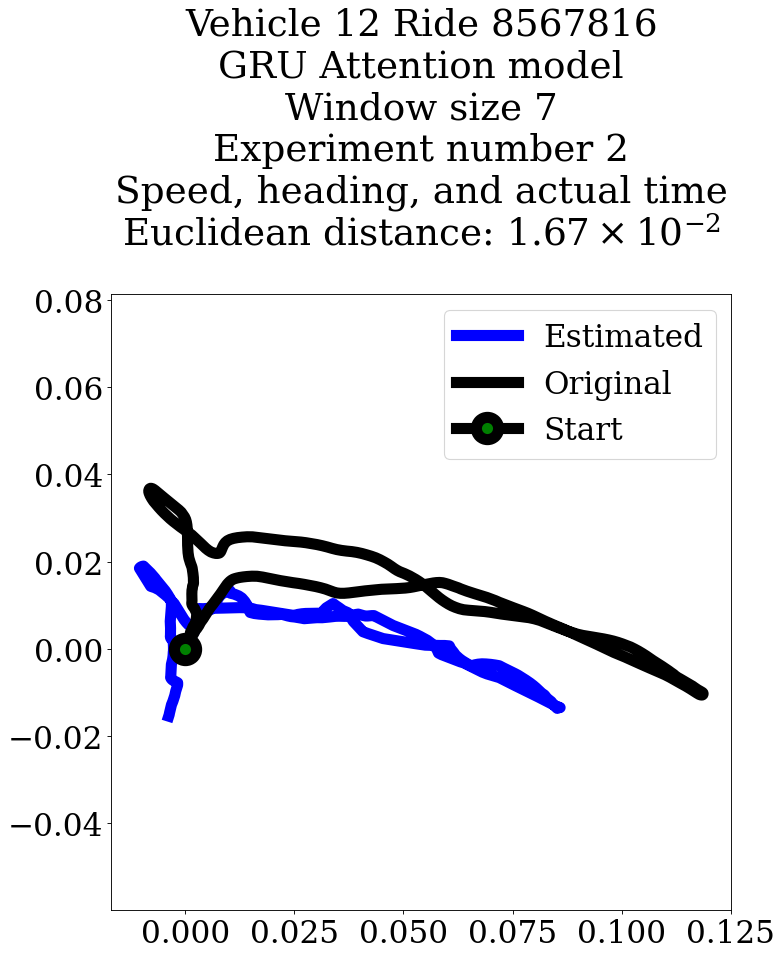 Vehicle 12 Ride 8567816
GRU Attention model
Window size 7
Experiment number 2
Speed, heading, and actual time
Euclidean distance: 1.67 × 10⁻²
0.08
0.06
0.04
0.02
0.00
−0.02
−0.04
Estimated
Original
Start
0.000 0.025 0.050 0.075 0.100 0.125